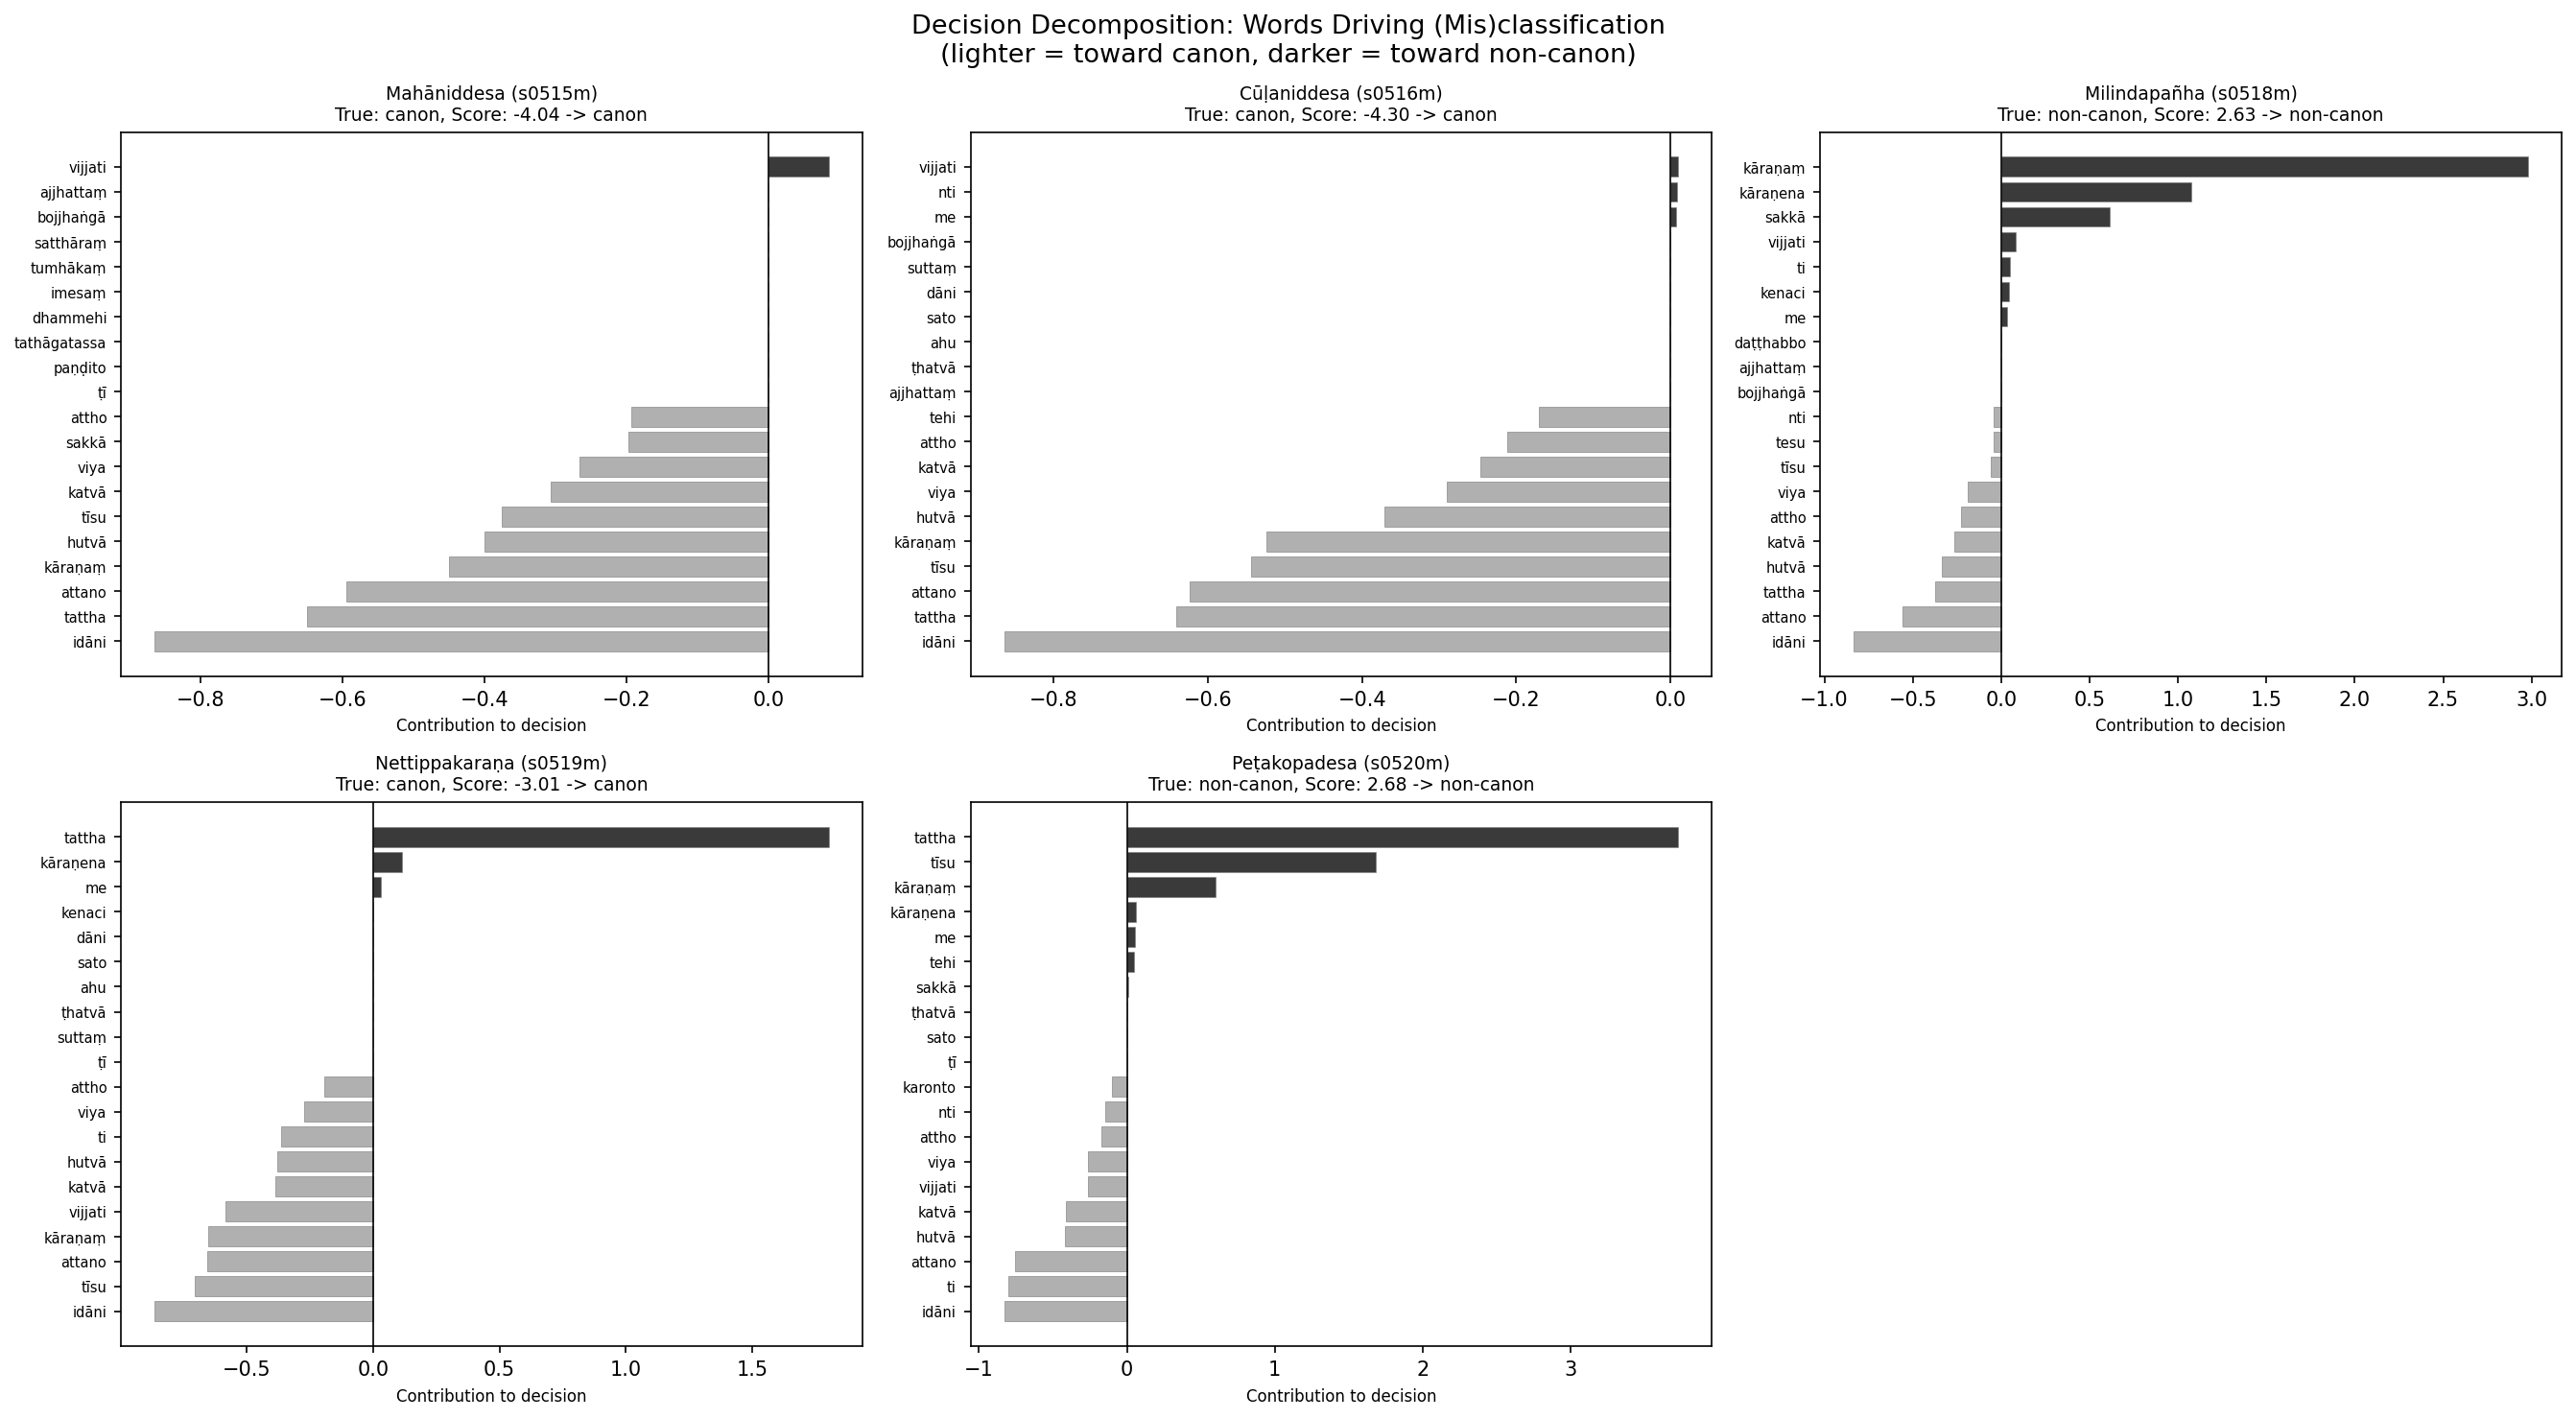 Decision Decomposition: Words Driving (Mis)classification
(lighter = toward canon, darker = toward non-canon)
Mahāniddesa (s0515m)
True: canon, Score: -4.04 -> canon
vijjati
ajjhattaṃ
bojjhaṅgā
satthāraṃ
tumhākaṃ
imesaṃ
dhammehi
tathāgatassa
paṇḍito
ṭī
attho
sakkā
viya
katvā
tīsu
hutvā
kāraṇaṃ
attano
tattha
idāni
−0.8 −0.6 −0.4 −0.2 0.0
Contribution to decision
Cūḷaniddesa (s0516m)
True: canon, Score: -4.30 -> canon
vijjati
nti
me
bojjhaṅgā
suttaṃ
dāni
sato
ahu
ṭhatvā
ajjhattaṃ
tehi
attho
katvā
viya
hutvā
kāraṇaṃ
tīsu
attano
tattha
idāni
−0.8 −0.6 −0.4 −0.2 0.0
Contribution to decision
Milindapañha (s0518m)
True: non-canon, Score: 2.63 -> non-canon
kāraṇaṃ
kāraṇena
sakkā
vijjati
ti
kenaci
me
daṭṭhabbo
ajjhattaṃ
bojjhaṅgā
nti
tesu
tīsu
viya
attho
katvā
hutvā
tattha
attano
idāni
−1.0 −0.5 0.0 0.5 1.0 1.5 2.0 2.5 3.0
Contribution to decision
Nettippakaraṇa (s0519m)
True: canon, Score: -3.01 -> canon
tattha
kāraṇena
me
kenaci
dāni
sato
ahu
ṭhatvā
suttaṃ
ṭī
attho
viya
ti
hutvā
katvā
vijjati
kāraṇaṃ
attano
tīsu
idāni
−0.5 0.0 0.5 1.0 1.5
Contribution to decision
Peṭakopadesa (s0520m)
True: non-canon, Score: 2.68 -> non-canon
tattha
tīsu
kāraṇaṃ
kāraṇena
me
tehi
sakkā
ṭhatvā
sato
ṭī
karonto
nti
attho
viya
vijjati
katvā
hutvā
attano
ti
idāni
−1 0 1 2 3
Contribution to decision